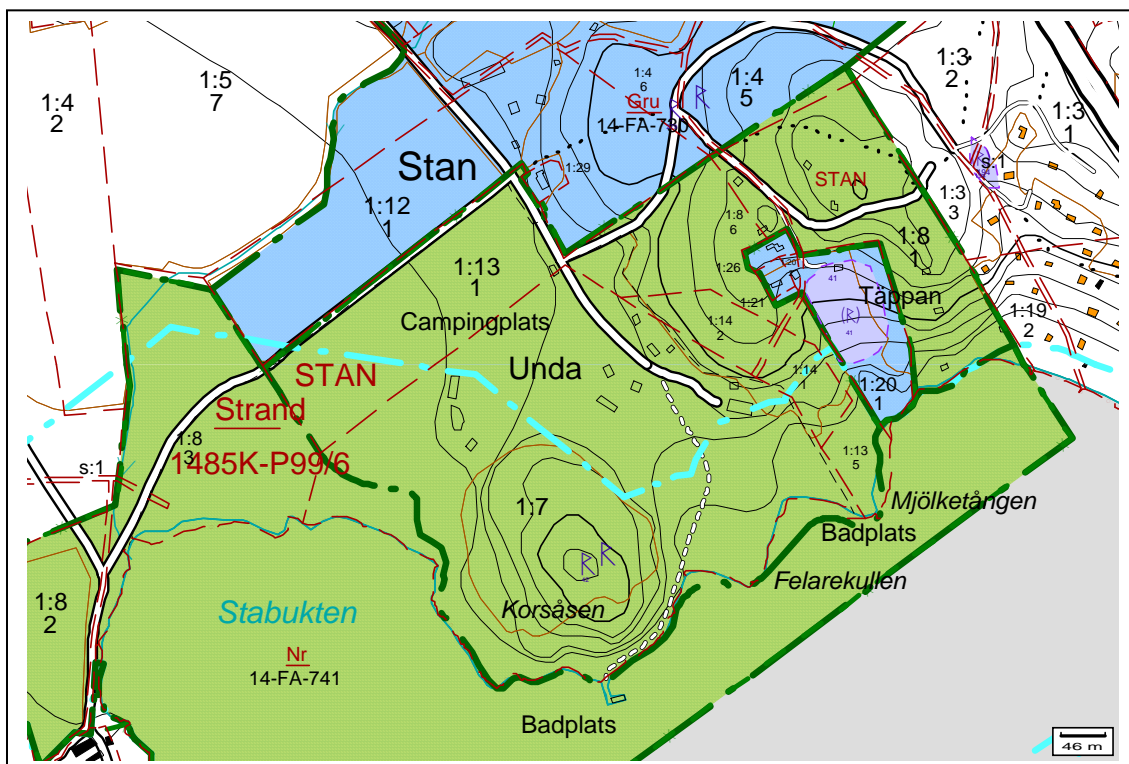 1:5
7
1:4
2
1:4
6
Gru
14-FA-730
1:4
5
1:3
2
1:3
1
s:1
1:3
3
Stan
1:29
1:12
1
STAN
1:8
6
1:8
1
1:13
1
Campingplats
1:26
1:21
41
Täppan
(R)
41
1:19
2
1:14
2
Unda
1:14
1
1:20
1
STAN
Strand
1:8
3
1485K-P99/6
s:1
1:13
5
Mjölketången
Badplats
1:7
R R
Felarekullen
1:8
2
Stabukten
Korsåsen
Nr
14-FA-741
Badplats
46 m